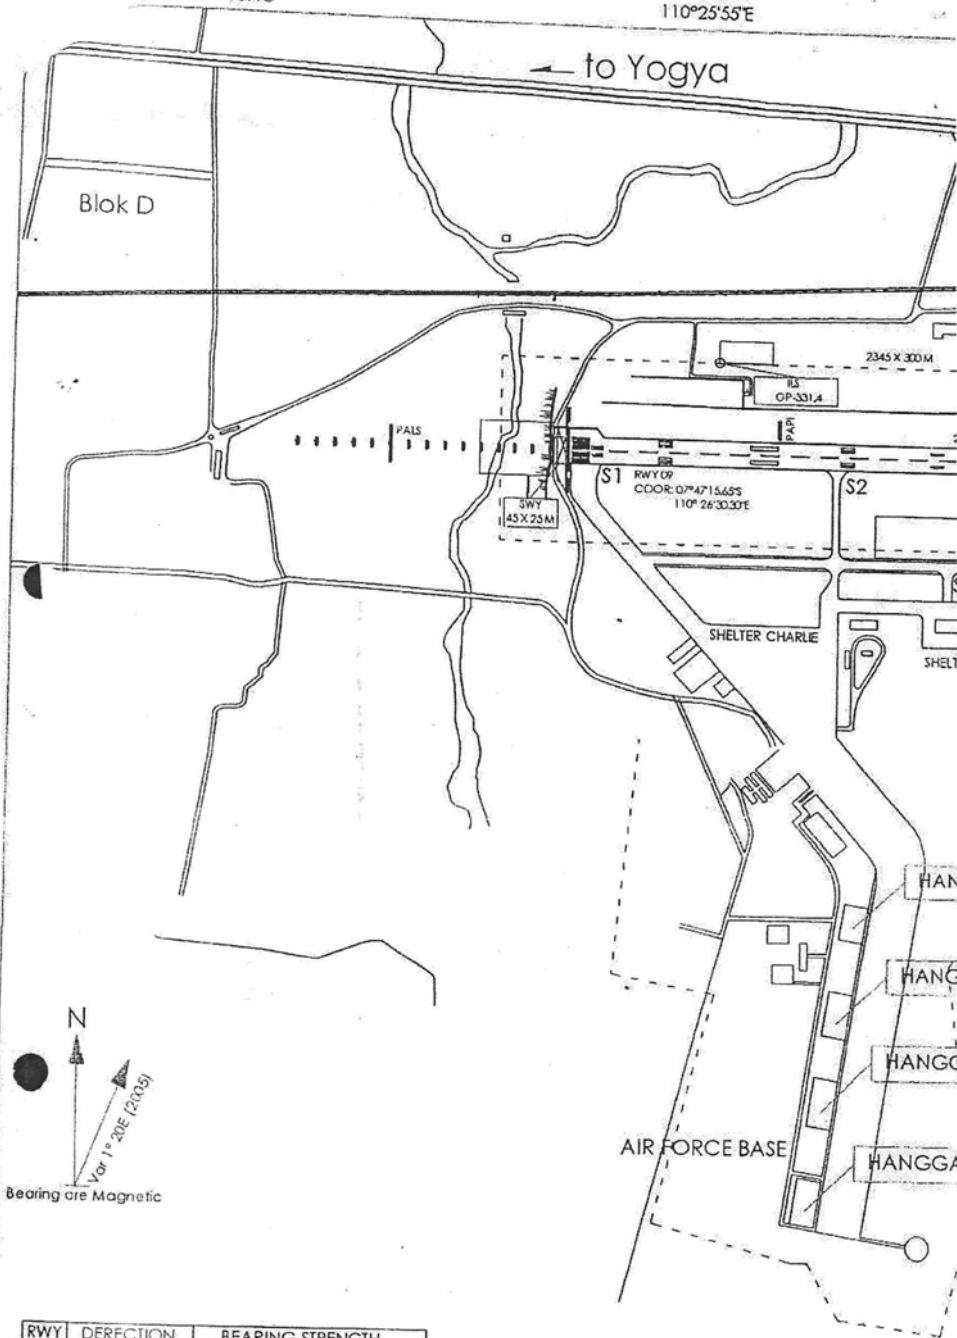 110°25'55"E
← to Yogya
Blok D
2345 X 300 M
ILS
GP-331,4
PALS
PAPI
S1
RWY 09
COOR: 07°47'15.65"S
110° 26'30.30"E
S2
SWY
45 X 25 M
SHELTER CHARLIE
SHELT
HAN
HANG
N
HANGG
Var 1° 20E (2005)
AIR FORCE BASE
HANGGA
Bearing are Magnetic
RWY DERECTION BEARING STRENGTH